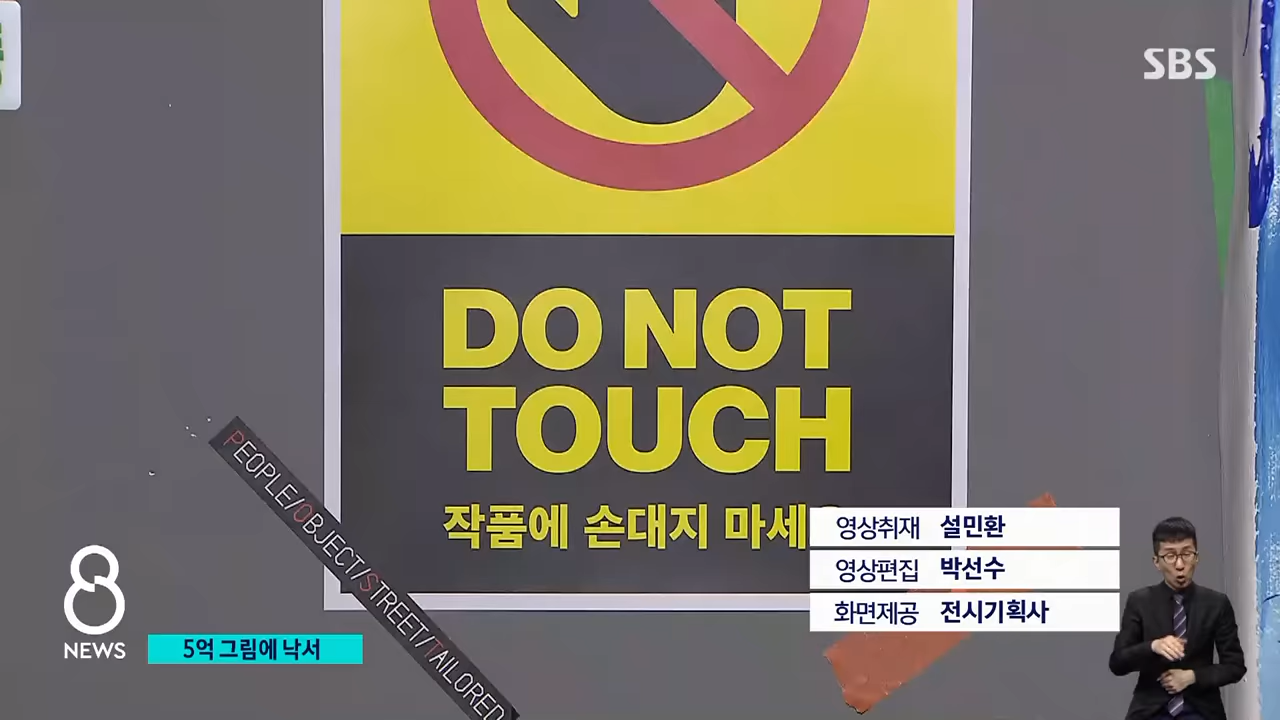 SBS
DO NOT
TOUCH
작품에 손대지 마세
PEOPLE/OBJECT/STREET/TAILORED
영상취재 설민환
영상편집 박선수
화면제공 전시기획사
8
NEWS
5억 그림에 낙서